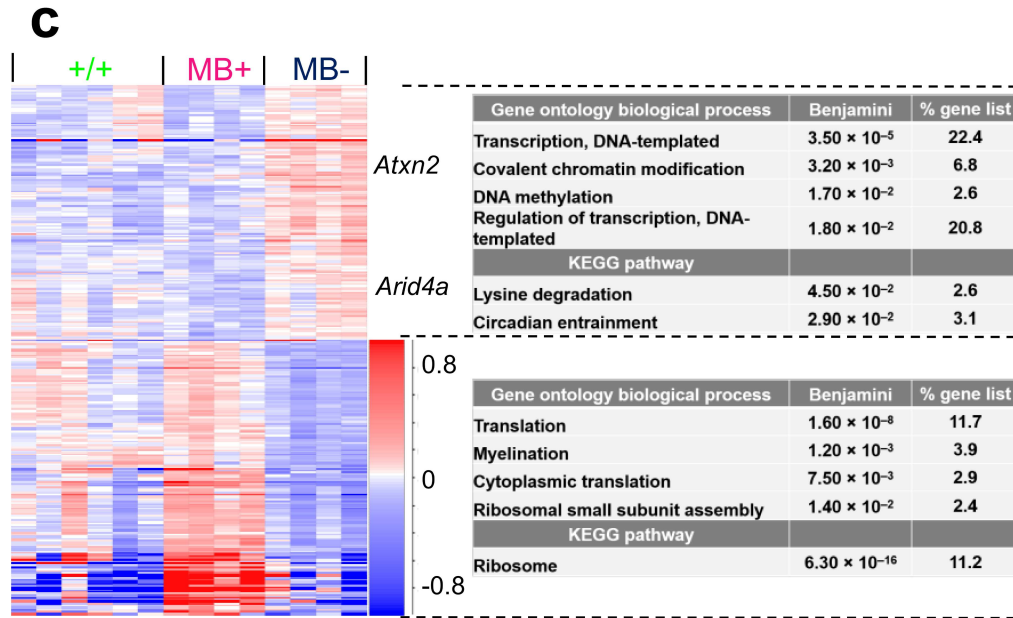 C
+/+ MB+ MB-
Atxn2
Arid4a
Gene ontology biological process Benjamini % gene list
Transcription, DNA-templated 3.50 × 10⁻⁵ 22.4
Covalent chromatin modification 3.20 × 10⁻³ 6.8
DNA methylation 1.70 × 10⁻² 2.6
Regulation of transcription, DNA-
templated 1.80 × 10⁻² 20.8
KEGG pathway
Lysine degradation 4.50 × 10⁻² 2.6
Circadian entrainment 2.90 × 10⁻² 3.1
0.8
0
-0.8
Gene ontology biological process Benjamini % gene list
Translation 1.60 × 10⁻⁸ 11.7
Myelination 1.20 × 10⁻³ 3.9
Cytoplasmic translation 7.50 × 10⁻³ 2.9
Ribosomal small subunit assembly 1.40 × 10⁻² 2.4
KEGG pathway
Ribosome 6.30 × 10⁻¹⁶ 11.2